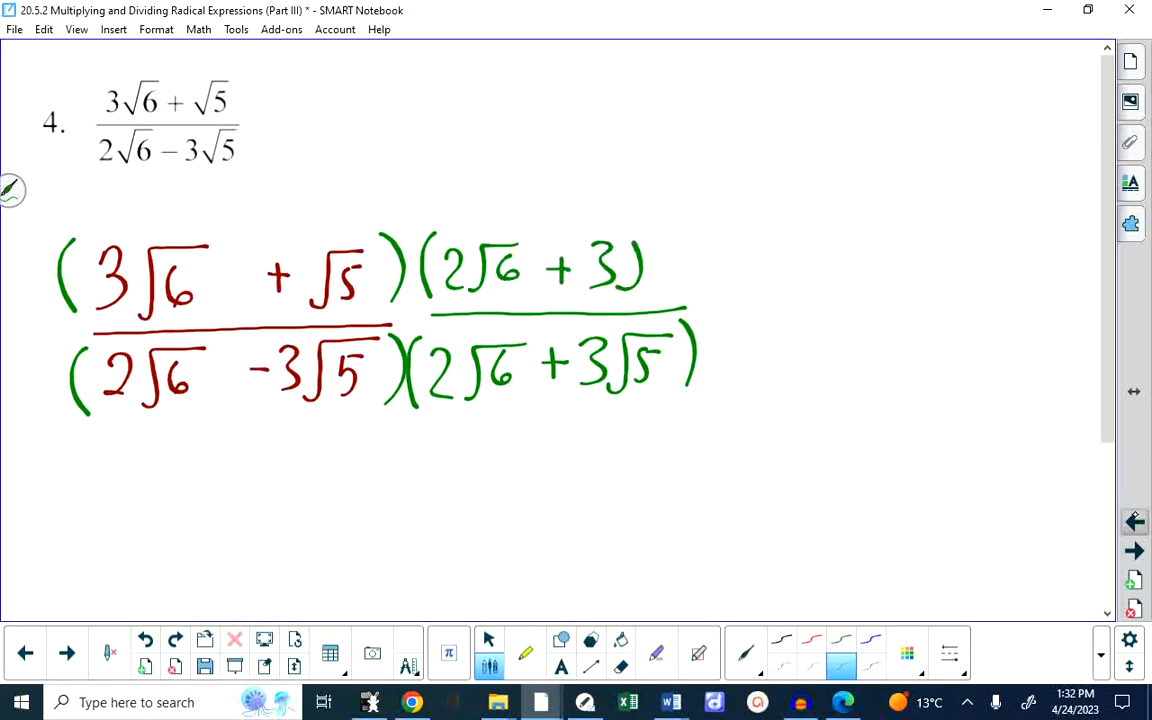 20.5.2 Multiplying and Dividing Radical Expressions (Part III) * - SMART Notebook
File Edit View Insert Format Math Tools Add-ons Account Help
4. (3√6 + √5)/(2√6 − 3√5)
(3√6 + √5)(2√6 + 3)
(2√6 - 3√5)(2√6 + 3√5)
Type here to search
13°C
1:32 PM
4/24/2023